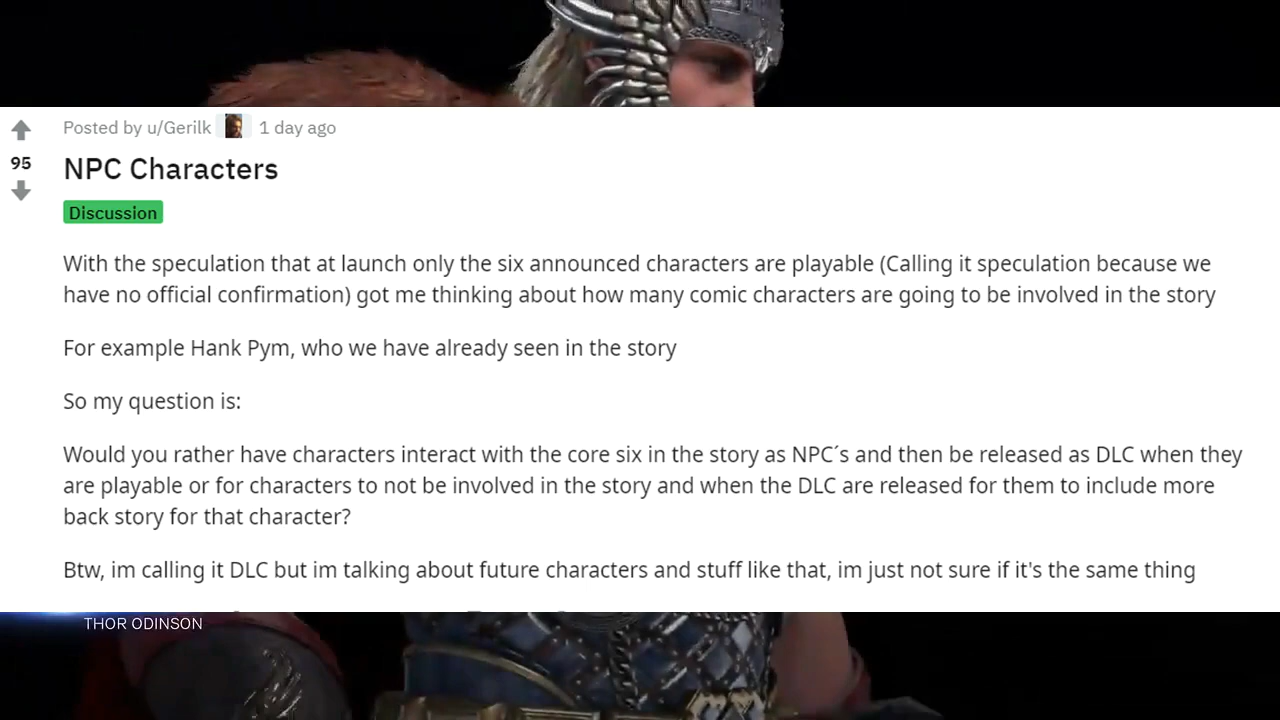 Posted by u/Gerilk 1 day ago
95
NPC Characters
Discussion
With the speculation that at launch only the six announced characters are playable (Calling it speculation because we
have no official confirmation) got me thinking about how many comic characters are going to be involved in the story
For example Hank Pym, who we have already seen in the story
So my question is:
Would you rather have characters interact with the core six in the story as NPC´s and then be released as DLC when they
are playable or for characters to not be involved in the story and when the DLC are released for them to include more
back story for that character?
Btw, im calling it DLC but im talking about future characters and stuff like that, im just not sure if it's the same thing
THOR ODINSON